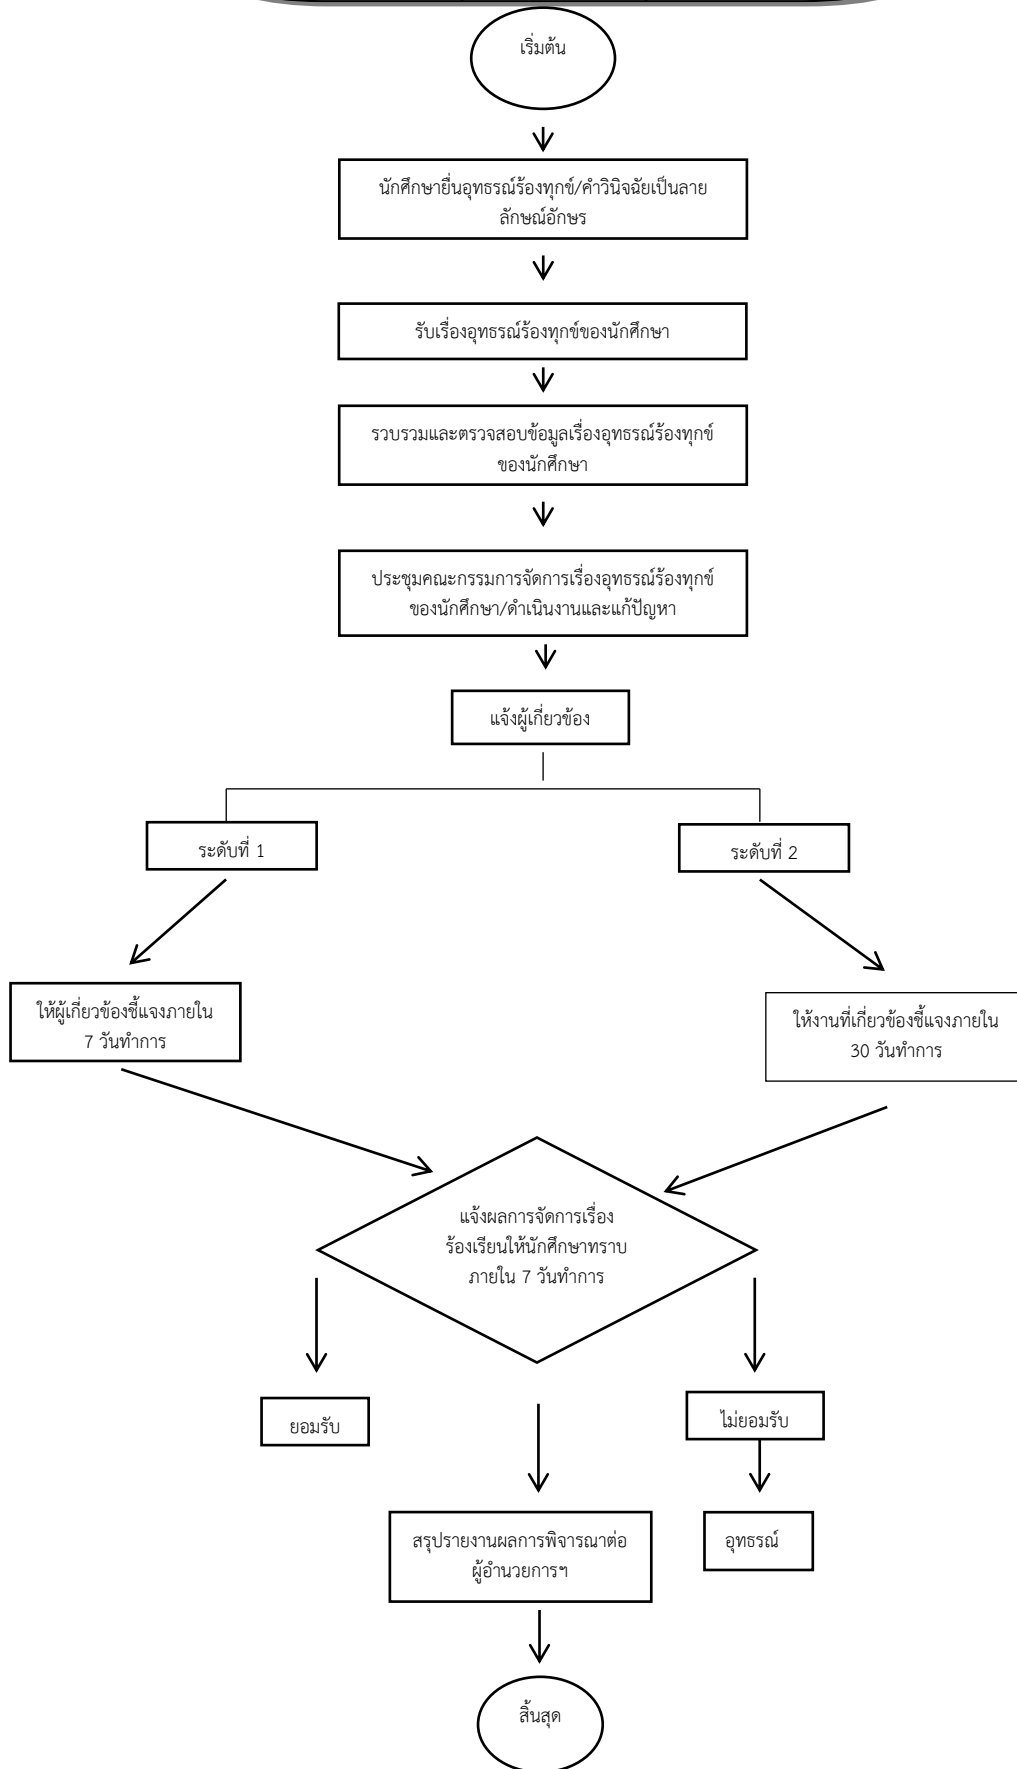 เริ่มต้น
นักศึกษายื่นอุทธรณ์ร้องทุกข์/คำวินิจฉัยเป็นลาย
ลักษณ์อักษร
รับเรื่องอุทธรณ์ร้องทุกข์ของนักศึกษา
รวบรวมและตรวจสอบข้อมูลเรื่องอุทธรณ์ร้องทุกข์
ของนักศึกษา
ประชุมคณะกรรมการจัดการเรื่องอุทธรณ์ร้องทุกข์
ของนักศึกษา/ดำเนินงานและแก้ปัญหา
แจ้งผู้เกี่ยวข้อง
ระดับที่ 1
ระดับที่ 2
ให้ผู้เกี่ยวข้องชี้แจงภายใน
7 วันทำการ
ให้งานที่เกี่ยวข้องชี้แจงภายใน
30 วันทำการ
แจ้งผลการจัดการเรื่อง
ร้องเรียนให้นักศึกษาทราบ
ภายใน 7 วันทำการ
ยอมรับ
ไม่ยอมรับ
สรุปรายงานผลการพิจารณาต่อ
ผู้อำนวยการฯ
อุทธรณ์
สิ้นสุด